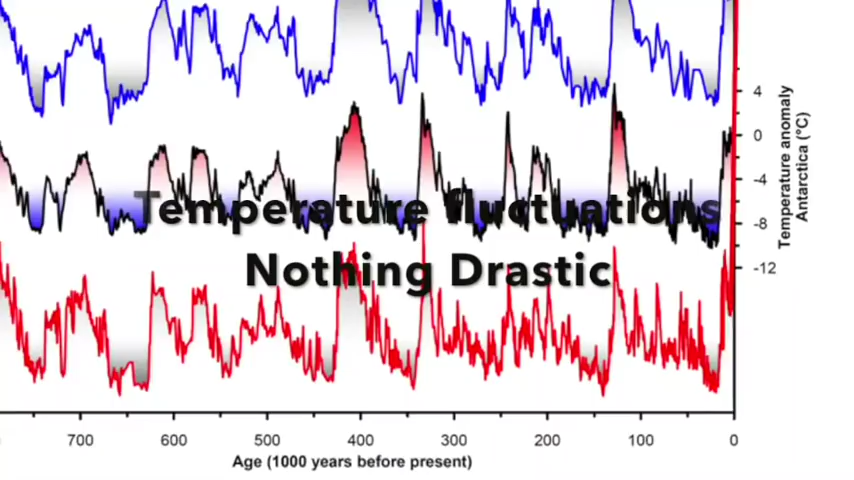 4
0
-4
-8
-12
Temperature anomaly
Antarctica (°C)
Temperature fluctuations
Nothing Drastic
700
600
500
400
300
200
100
0
Age (1000 years before present)